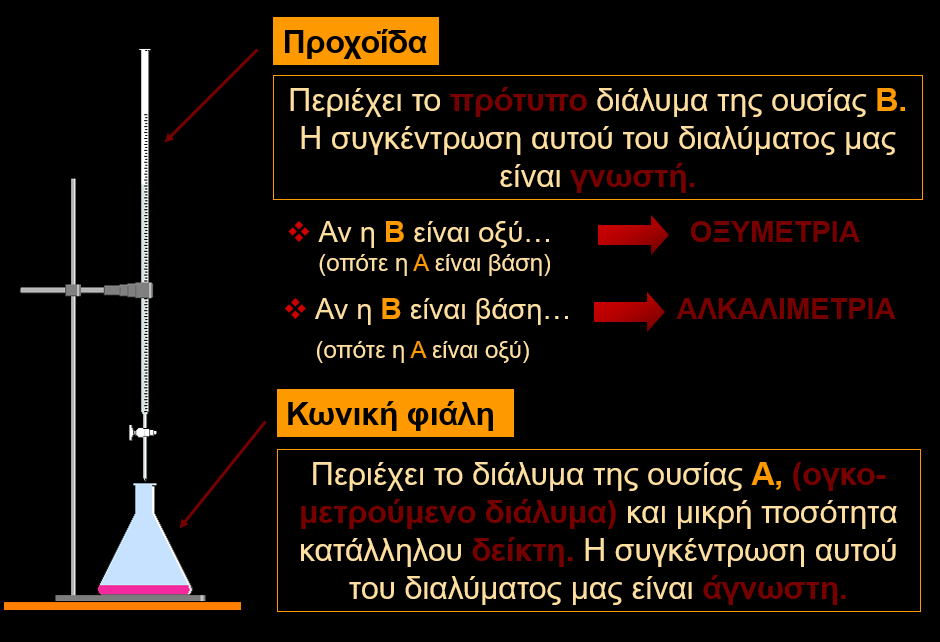 Προχοΐδα
Περιέχει το πρότυπο διάλυμα της ουσίας Β.
Η συγκέντρωση αυτού του διαλύματος μας
είναι γνωστή.
❖ Αν η Β είναι οξύ… ΟΞΥΜΕΤΡΙΑ
(οπότε η Α είναι βάση)
❖ Αν η Β είναι βάση… ΑΛΚΑΛΙΜΕΤΡΙΑ
(οπότε η Α είναι οξύ)
Κωνική φιάλη
Περιέχει το διάλυμα της ουσίας Α, (ογκο-
μετρούμενο διάλυμα) και μικρή ποσότητα
κατάλληλου δείκτη. Η συγκέντρωση αυτού
του διαλύματος μας είναι άγνωστη.